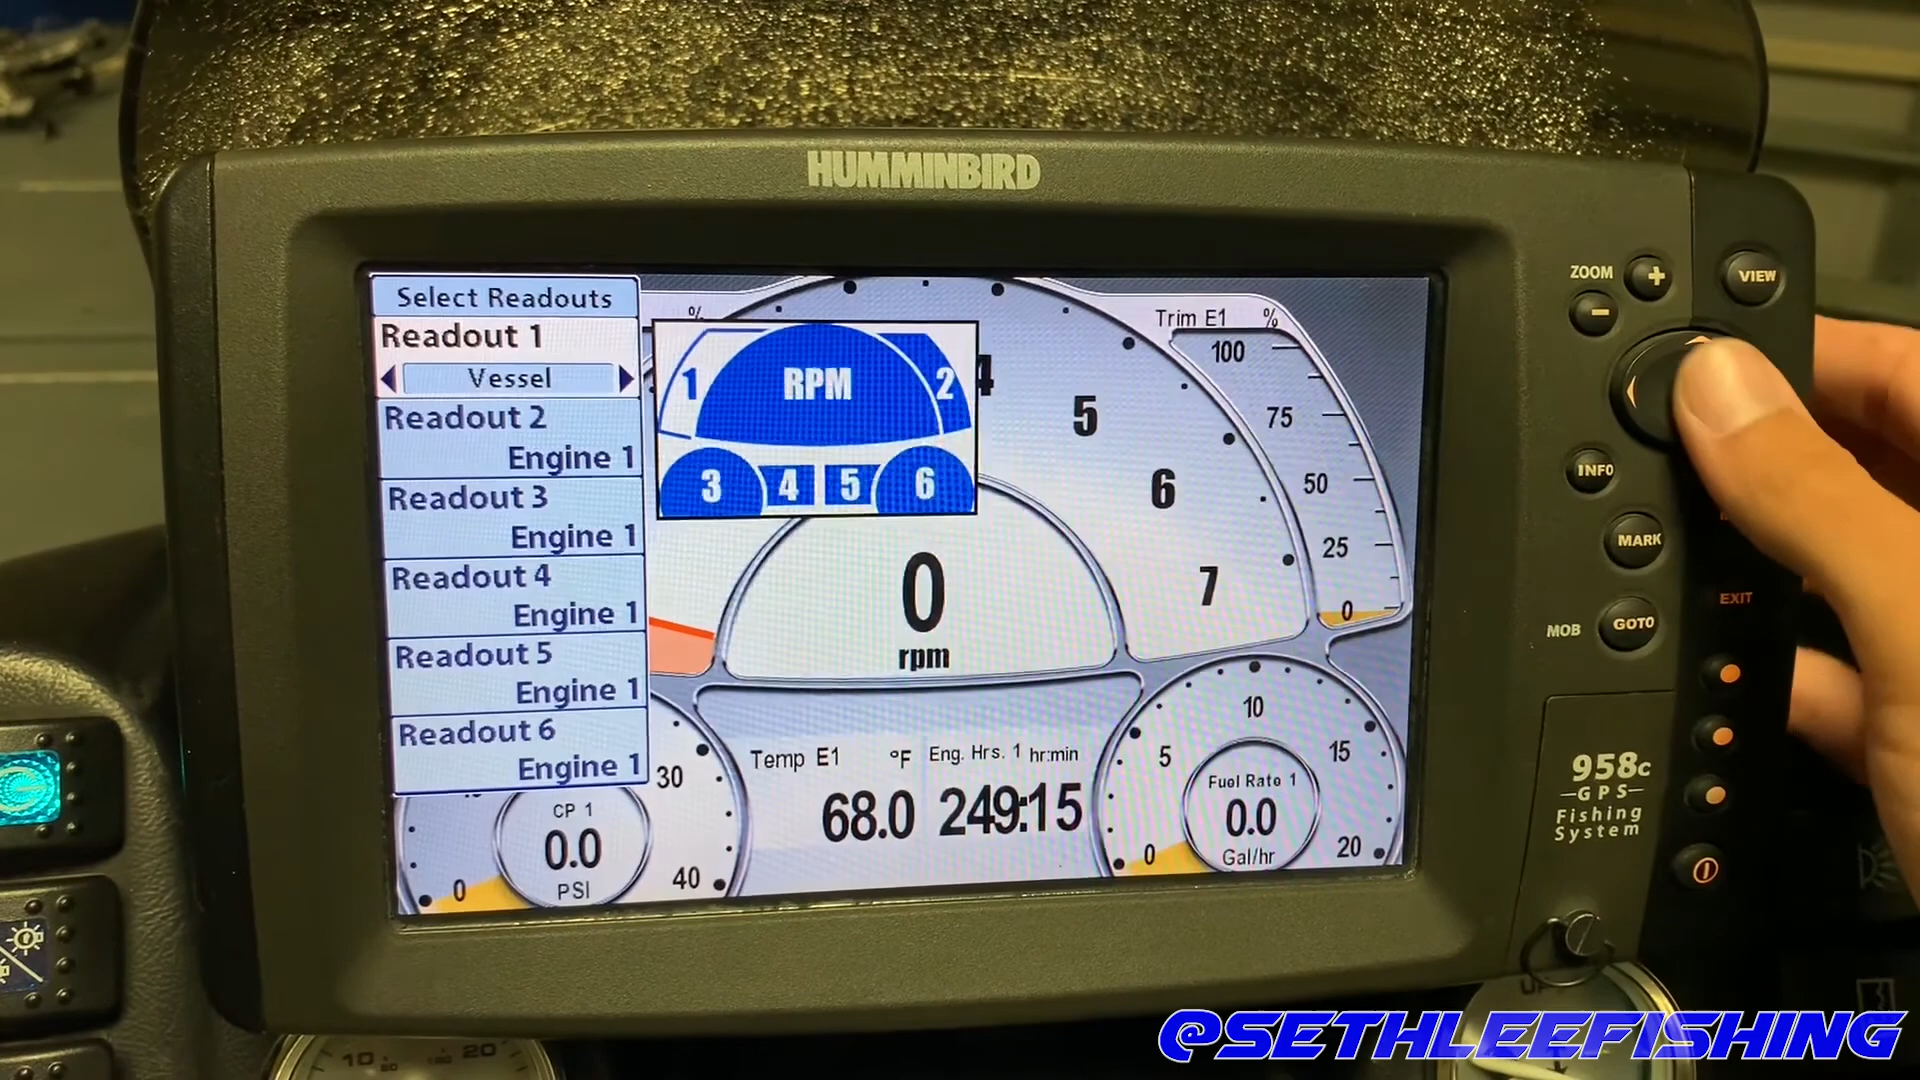 HUMMINBIRD
Select Readouts
Readout 1
Vessel
Readout 2
Engine 1
Readout 3
Engine 1
Readout 4
Engine 1
Readout 5
Engine 1
Readout 6
Engine 1
%
1
RPM
2
3
4
5
6
4
5
6
7
Trim E1 %
100
75
50
25
0
0
rpm
Temp E1 °F
68.0
Eng. Hrs. 1 hr:min
249:15
30
40
0
CP 1
0.0
PSI
0
5
10
15
20
Fuel Rate 1
0.0
Gal/hr
ZOOM
+
-
VIEW
INFO
MARK
EXIT
MOB
GOTO
958c
GPS
Fishing
System
10
20
UP
@SETHLEEFISHING